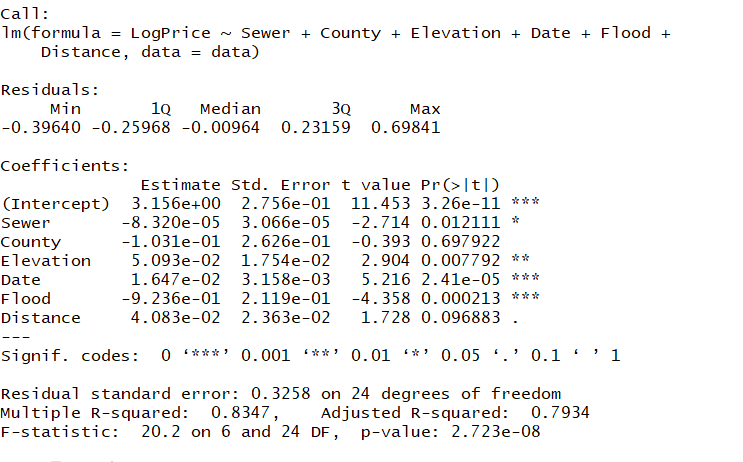 Call:
lm(formula = LogPrice ~ Sewer + County + Elevation + Date + Flood +
    Distance, data = data)
Residuals:
     Min       1Q   Median       3Q      Max
-0.39640 -0.25968 -0.00964  0.23159  0.69841
Coefficients:
              Estimate Std. Error t value Pr(>|t|)
(Intercept)  3.156e+00  2.756e-01  11.453 3.26e-11 ***
Sewer       -8.320e-05  3.066e-05  -2.714 0.012111 *
County      -1.031e-01  2.626e-01  -0.393 0.697922
Elevation    5.093e-02  1.754e-02   2.904 0.007792 **
Date         1.647e-02  3.158e-03   5.216 2.41e-05 ***
Flood       -9.236e-01  2.119e-01  -4.358 0.000213 ***
Distance     4.083e-02  2.363e-02   1.728 0.096883 .
---
Signif. codes:  0 ‘***’ 0.001 ‘**’ 0.01 ‘*’ 0.05 ‘.’ 0.1 ‘ ’ 1
Residual standard error: 0.3258 on 24 degrees of freedom
Multiple R-squared:  0.8347,    Adjusted R-squared:  0.7934
F-statistic:  20.2 on 6 and 24 DF,  p-value: 2.723e-08